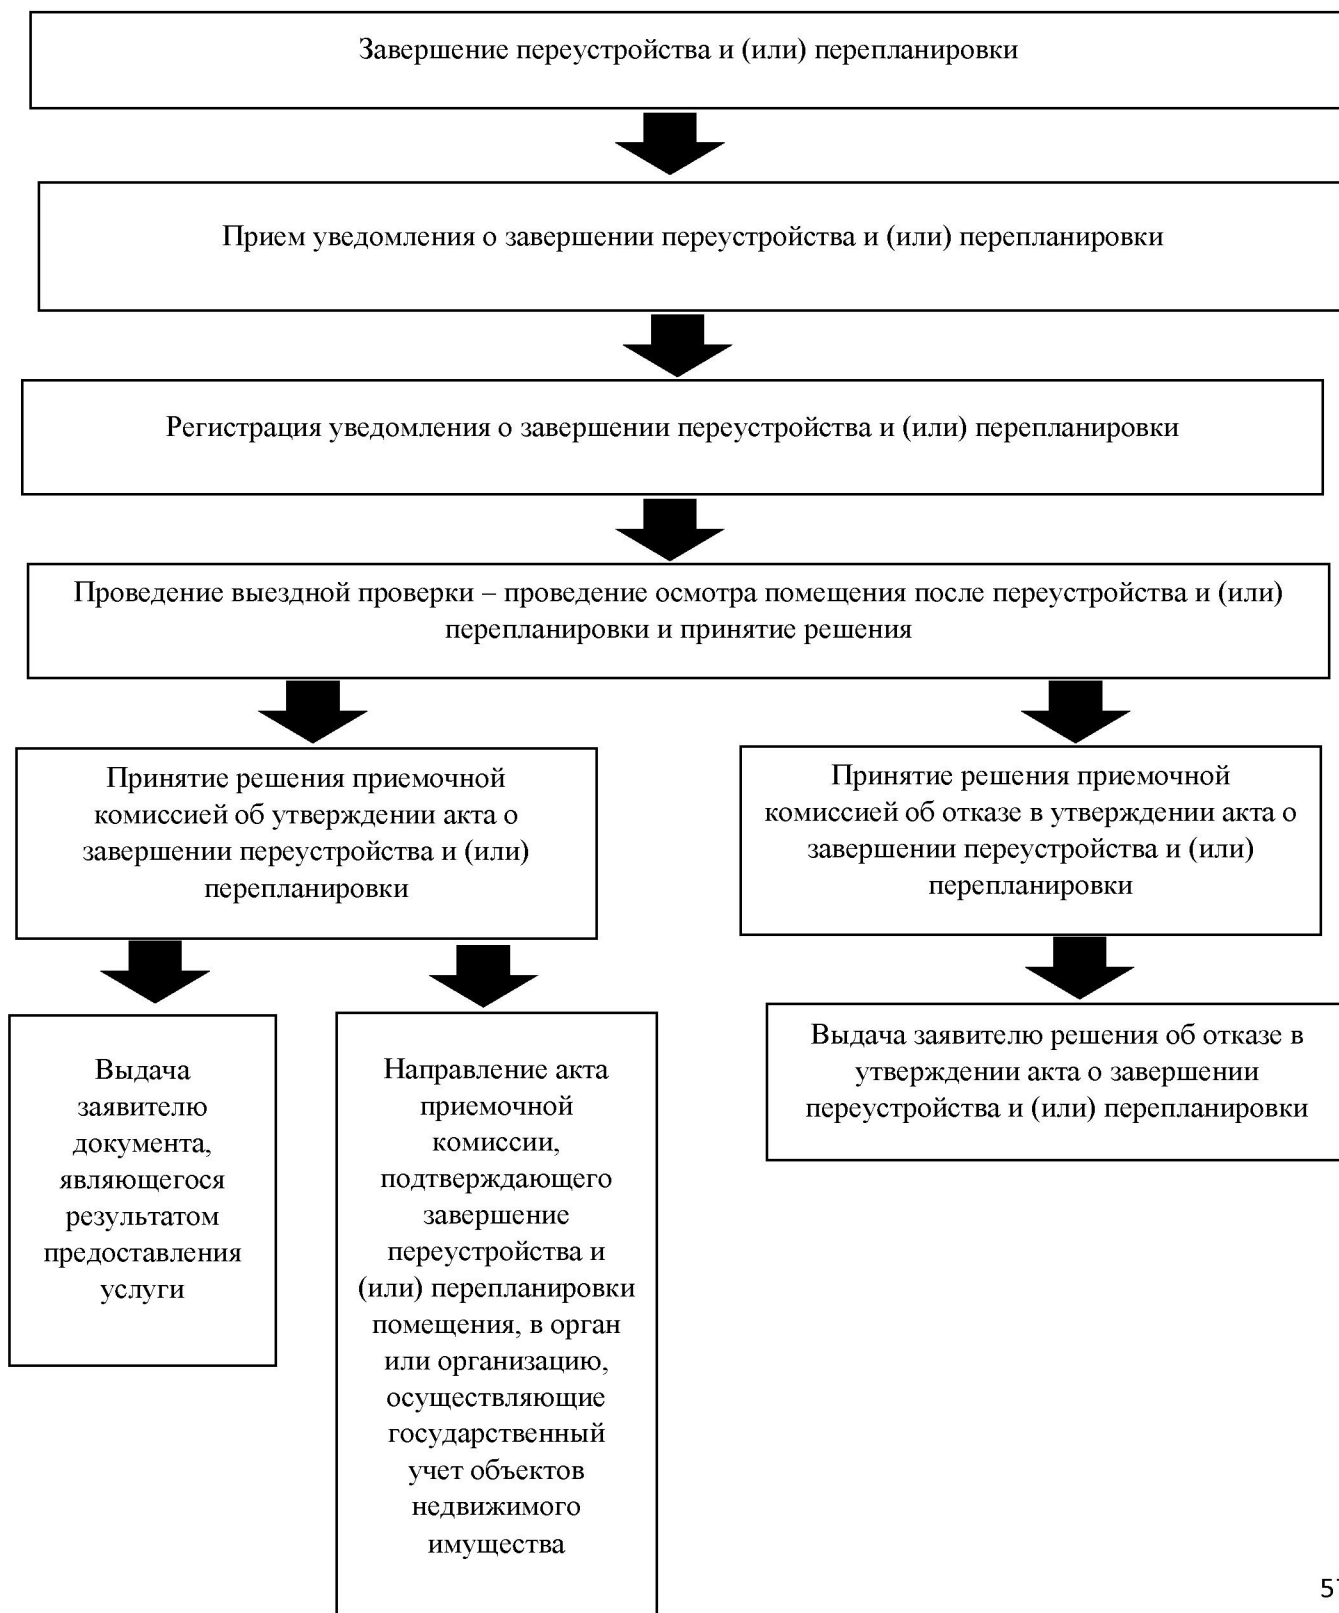 Завершение переустройства и (или) перепланировки
Прием уведомления о завершении переустройства и (или) перепланировки
Регистрация уведомления о завершении переустройства и (или) перепланировки
Проведение выездной проверки – проведение осмотра помещения после переустройства и (или)
перепланировки и принятие решения
Принятие решения приемочной
комиссией об утверждении акта о
завершении переустройства и (или)
перепланировки
Принятие решения приемочной
комиссией об отказе в утверждении акта о
завершении переустройства и (или)
перепланировки
Выдача
заявителю
документа,
являющегося
результатом
предоставления
услуги
Направление акта
приемочной
комиссии,
подтверждающего
завершение
переустройства и
(или) перепланировки
помещения, в орган
или организацию,
осуществляющие
государственный
учет объектов
недвижимого
имущества
Выдача заявителю решения об отказе в
утверждении акта о завершении
переустройства и (или) перепланировки